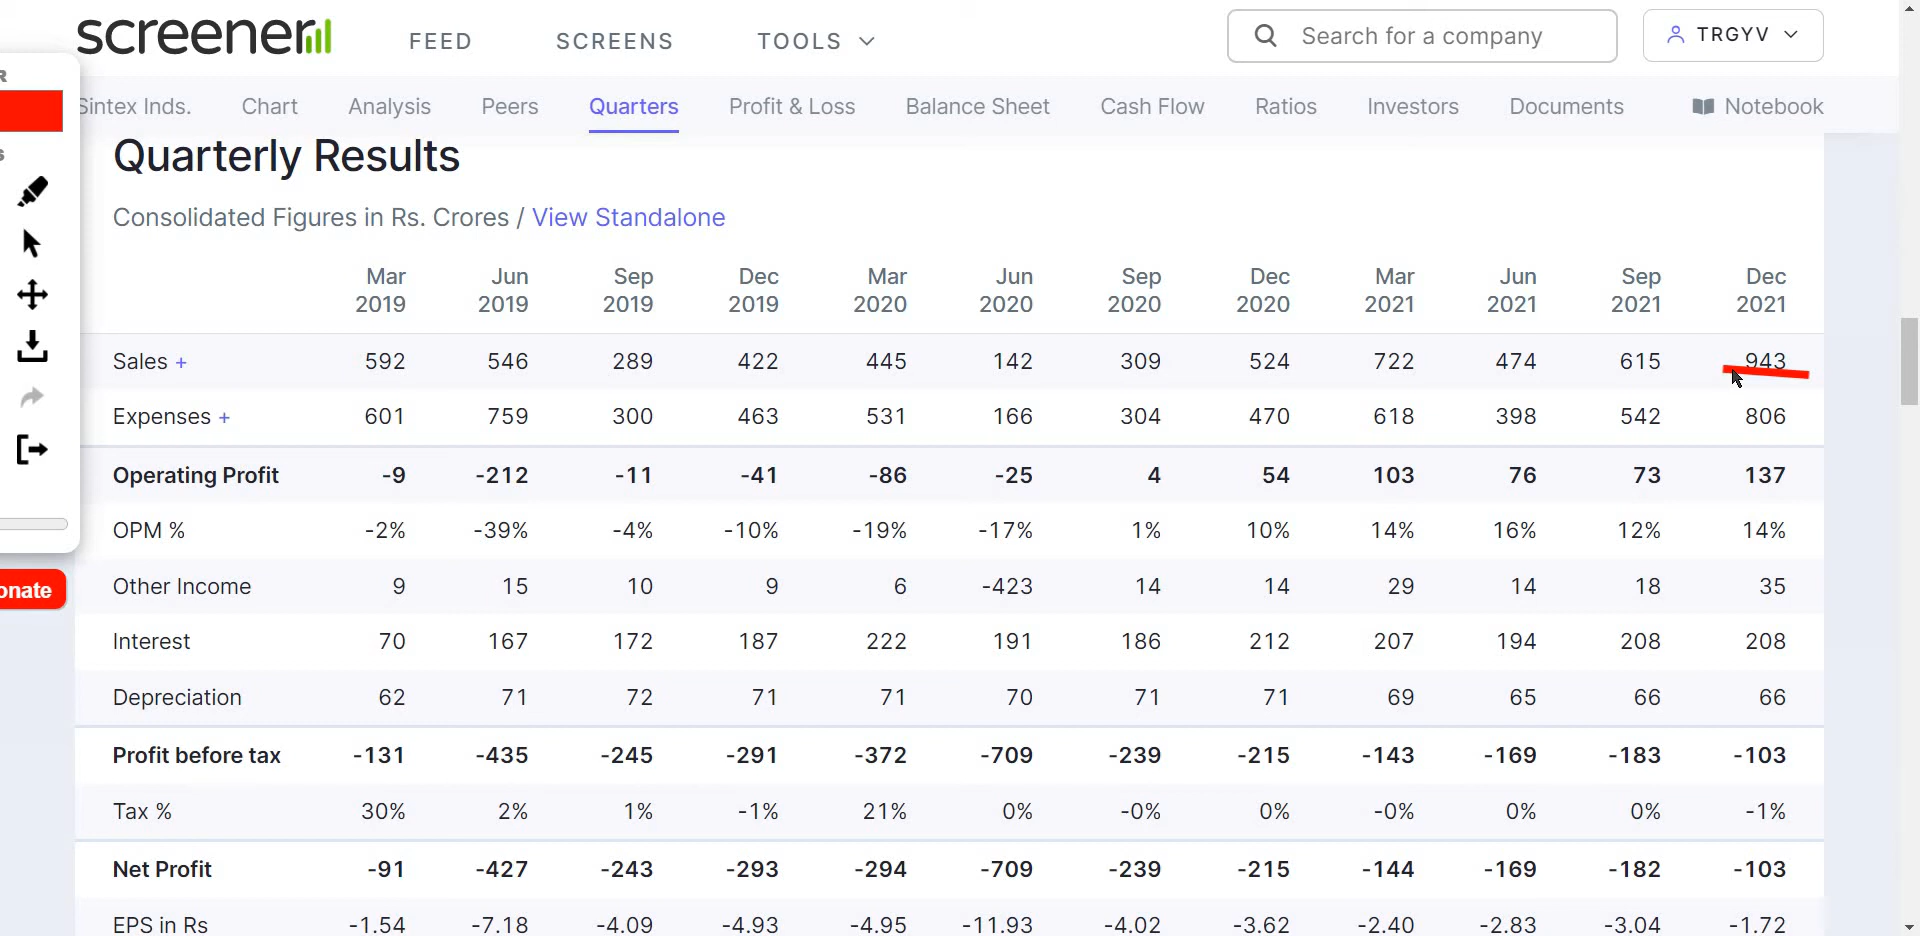 screener
FEED
SCREENS
TOOLS
Search for a company
TRGYV
R
Sintex Inds.
Chart
Analysis
Peers
Quarters
Profit & Loss
Balance Sheet
Cash Flow
Ratios
Investors
Documents
Notebook
S
Quarterly Results
Consolidated Figures in Rs. Crores / View Standalone
Mar 2019 Jun 2019 Sep 2019 Dec 2019 Mar 2020 Jun 2020 Sep 2020 Dec 2020 Mar 2021 Jun 2021 Sep 2021 Dec 2021
Sales + 592 546 289 422 445 142 309 524 722 474 615 943
Expenses + 601 759 300 463 531 166 304 470 618 398 542 806
Operating Profit -9 -212 -11 -41 -86 -25 4 54 103 76 73 137
OPM % -2% -39% -4% -10% -19% -17% 1% 10% 14% 16% 12% 14%
Other Income 9 15 10 9 6 -423 14 14 29 14 18 35
onate
Interest 70 167 172 187 222 191 186 212 207 194 208 208
Depreciation 62 71 72 71 71 70 71 71 69 65 66 66
Profit before tax -131 -435 -245 -291 -372 -709 -239 -215 -143 -169 -183 -103
Tax % 30% 2% 1% -1% 21% 0% -0% 0% -0% 0% 0% -1%
Net Profit -91 -427 -243 -293 -294 -709 -239 -215 -144 -169 -182 -103
EPS in Rs -1.54 -7.18 -4.09 -4.93 -4.95 -11.93 -4.02 -3.62 -2.40 -2.83 -3.04 -1.72